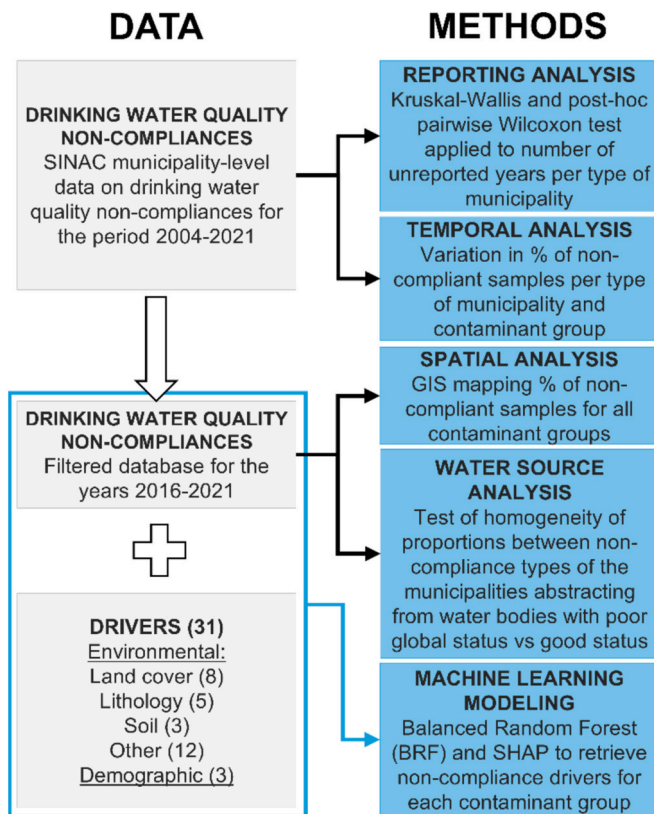 DATA
DRINKING WATER QUALITY
NON-COMPLIANCES
SINAC municipality-level
data on drinking water
quality non-compliances for
the period 2004-2021
DRINKING WATER QUALITY
NON-COMPLIANCES
Filtered database for the
years 2016-2021
DRIVERS (31)
Environmental:
Land cover (8)
Lithology (5)
Soil (3)
Other (12)
Demographic (3)
METHODS
REPORTING ANALYSIS
Kruskal-Wallis and post-hoc
pairwise Wilcoxon test
applied to number of
unreported years per type of
municipality
TEMPORAL ANALYSIS
Variation in % of non-
compliant samples per type
of municipality and
contaminant group
SPATIAL ANALYSIS
GIS mapping % of non-
compliant samples for all
contaminant groups
WATER SOURCE
ANALYSIS
Test of homogeneity of
proportions between non-
compliance types of the
municipalities abstracting
from water bodies with poor
global status vs good status
MACHINE LEARNING
MODELING
Balanced Random Forest
(BRF) and SHAP to retrieve
non-compliance drivers for
each contaminant group